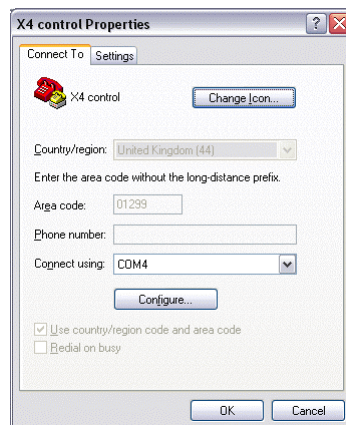 X4 control Properties
Connect To Settings
X4 control Change Icon...
Country/region: United Kingdom (44)
Enter the area code without the long-distance prefix.
Area code: 01299
Phone number:
Connect using: COM4
Configure...
Use country/region code and area code
Redial on busy
OK Cancel